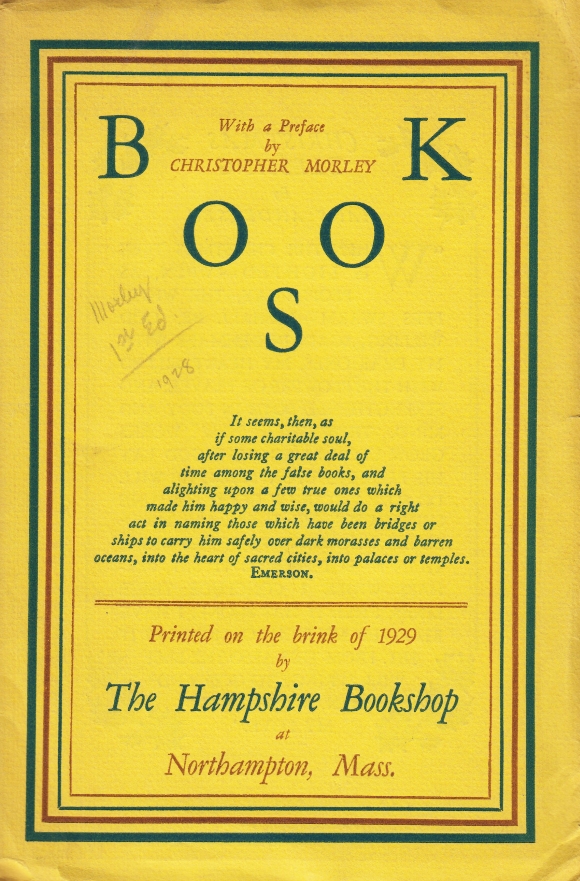 B K
With a Preface
by
CHRISTOPHER MORLEY
O O
S
Morley
1st Ed.
1928
It seems, then, as
if some charitable soul,
after losing a great deal of
time among the false books, and
alighting upon a few true ones which
made him happy and wise, would do a right
act in naming those which have been bridges or
ships to carry him safely over dark morasses and barren
oceans, into the heart of sacred cities, into palaces or temples.
EMERSON.
Printed on the brink of 1929
by
The Hampshire Bookshop
at
Northampton, Mass.